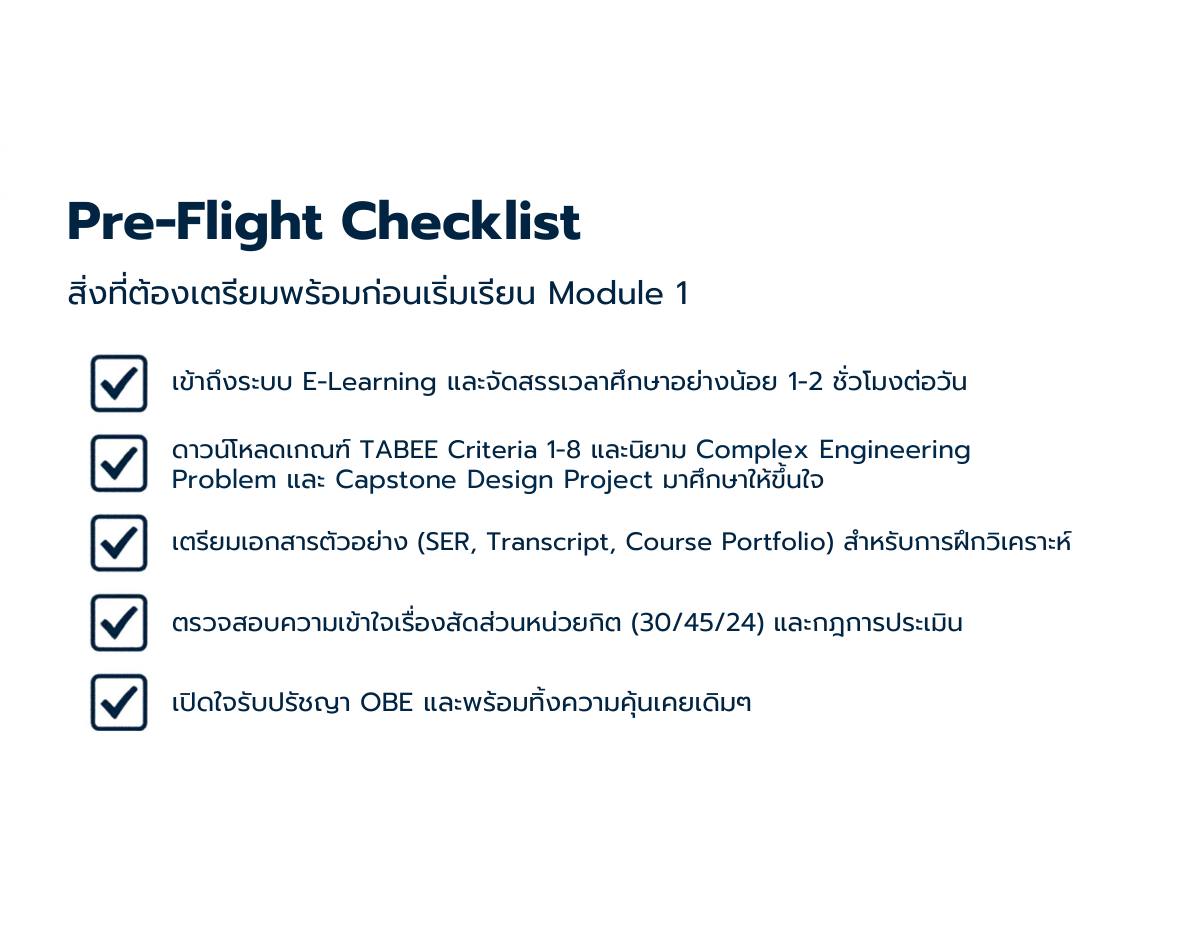 Pre-Flight Checklist
สิ่งที่ต้องเตรียมพร้อมก่อนเริ่มเรียน Module 1
เข้าถึงระบบ E-Learning และจัดสรรเวลาศึกษาอย่างน้อย 1-2 ชั่วโมงต่อวัน
ดาวน์โหลดเกณฑ์ TABEE Criteria 1-8 และนิยาม Complex Engineering
Problem และ Capstone Design Project มาศึกษาให้ขึ้นใจ
เตรียมเอกสารตัวอย่าง (SER, Transcript, Course Portfolio) สำหรับการฝึกวิเคราะห์
ตรวจสอบความเข้าใจเรื่องสัดส่วนหน่วยกิต (30/45/24) และกฎการประเมิน
เปิดใจรับปรัชญา OBE และพร้อมทิ้งความคุ้นเคยเดิมๆ